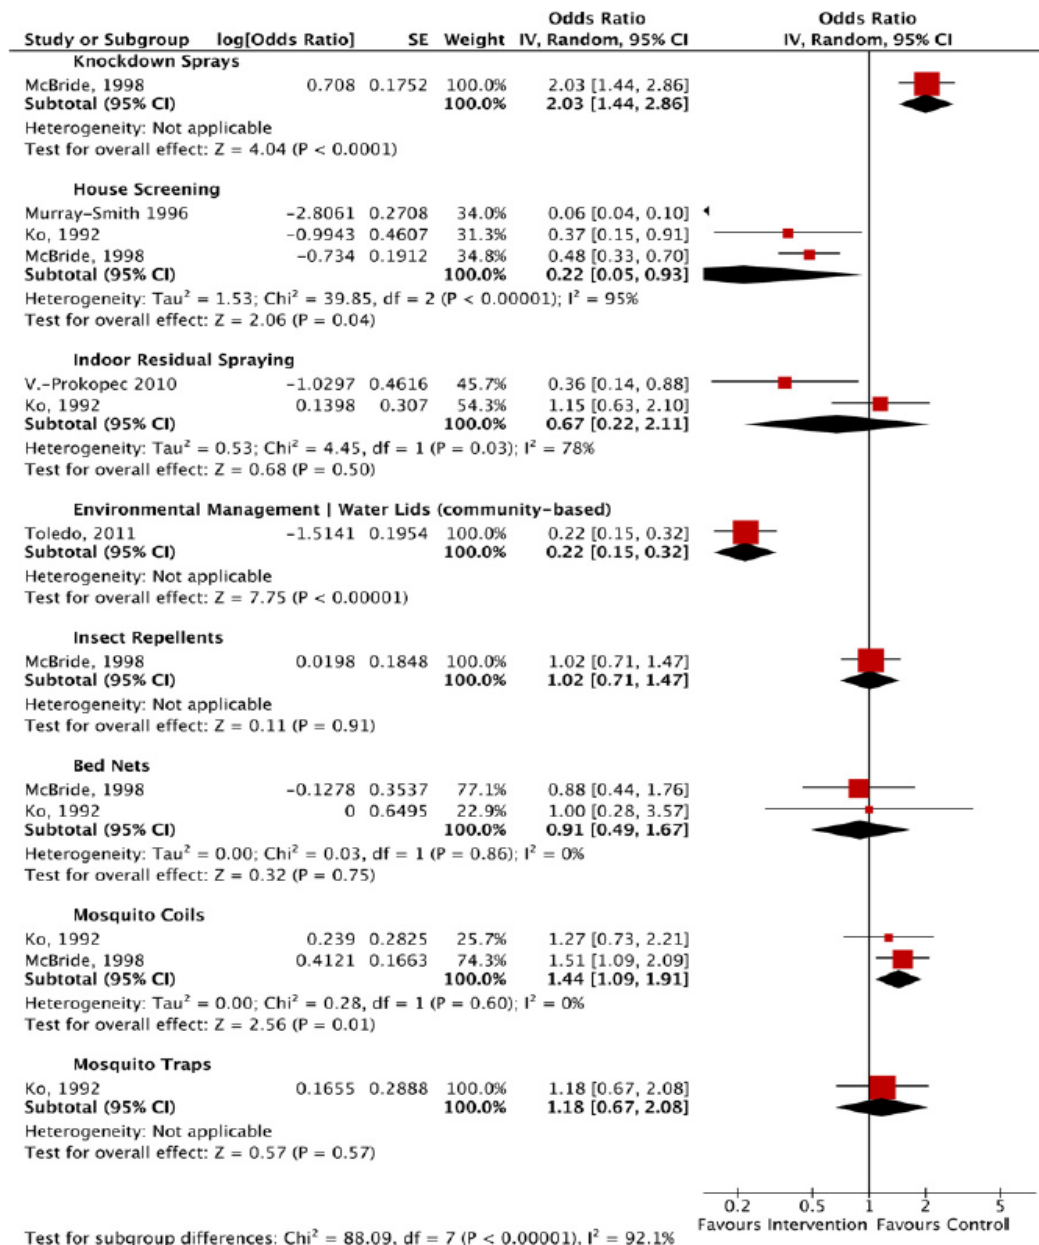 Odds Ratio Odds Ratio
Study or Subgroup log[Odds Ratio] SE Weight IV, Random, 95% CI IV, Random, 95% CI
Knockdown Sprays
McBride, 1998 0.708 0.1752 100.0% 2.03 [1.44, 2.86]
Subtotal (95% CI) 100.0% 2.03 [1.44, 2.86]
Heterogeneity: Not applicable
Test for overall effect: Z = 4.04 (P < 0.0001)
House Screening
Murray-Smith 1996 -2.8061 0.2708 34.0% 0.06 [0.04, 0.10]
Ko, 1992 -0.9943 0.4607 31.3% 0.37 [0.15, 0.91]
McBride, 1998 -0.734 0.1912 34.8% 0.48 [0.33, 0.70]
Subtotal (95% CI) 100.0% 0.22 [0.05, 0.93]
Heterogeneity: Tau² = 1.53; Chi² = 39.85, df = 2 (P < 0.00001); I² = 95%
Test for overall effect: Z = 2.06 (P = 0.04)
Indoor Residual Spraying
V.-Prokopec 2010 -1.0297 0.4616 45.7% 0.36 [0.14, 0.88]
Ko, 1992 0.1398 0.307 54.3% 1.15 [0.63, 2.10]
Subtotal (95% CI) 100.0% 0.67 [0.22, 2.11]
Heterogeneity: Tau² = 0.53; Chi² = 4.45, df = 1 (P = 0.03); I² = 78%
Test for overall effect: Z = 0.68 (P = 0.50)
Environmental Management | Water Lids (community-based)
Toledo, 2011 -1.5141 0.1954 100.0% 0.22 [0.15, 0.32]
Subtotal (95% CI) 100.0% 0.22 [0.15, 0.32]
Heterogeneity: Not applicable
Test for overall effect: Z = 7.75 (P < 0.00001)
Insect Repellents
McBride, 1998 0.0198 0.1848 100.0% 1.02 [0.71, 1.47]
Subtotal (95% CI) 100.0% 1.02 [0.71, 1.47]
Heterogeneity: Not applicable
Test for overall effect: Z = 0.11 (P = 0.91)
Bed Nets
McBride, 1998 -0.1278 0.3537 77.1% 0.88 [0.44, 1.76]
Ko, 1992 0 0.6495 22.9% 1.00 [0.28, 3.57]
Subtotal (95% CI) 100.0% 0.91 [0.49, 1.67]
Heterogeneity: Tau² = 0.00; Chi² = 0.03, df = 1 (P = 0.86); I² = 0%
Test for overall effect: Z = 0.32 (P = 0.75)
Mosquito Coils
Ko, 1992 0.239 0.2825 25.7% 1.27 [0.73, 2.21]
McBride, 1998 0.4121 0.1663 74.3% 1.51 [1.09, 2.09]
Subtotal (95% CI) 100.0% 1.44 [1.09, 1.91]
Heterogeneity: Tau² = 0.00; Chi² = 0.28, df = 1 (P = 0.60); I² = 0%
Test for overall effect: Z = 2.56 (P = 0.01)
Mosquito Traps
Ko, 1992 0.1655 0.2888 100.0% 1.18 [0.67, 2.08]
Subtotal (95% CI) 100.0% 1.18 [0.67, 2.08]
Heterogeneity: Not applicable
Test for overall effect: Z = 0.57 (P = 0.57)
0.2 0.5 1 2 5
Favours Intervention Favours Control
Test for subgroup differences: Chi² = 88.09, df = 7 (P < 0.00001), I² = 92.1%